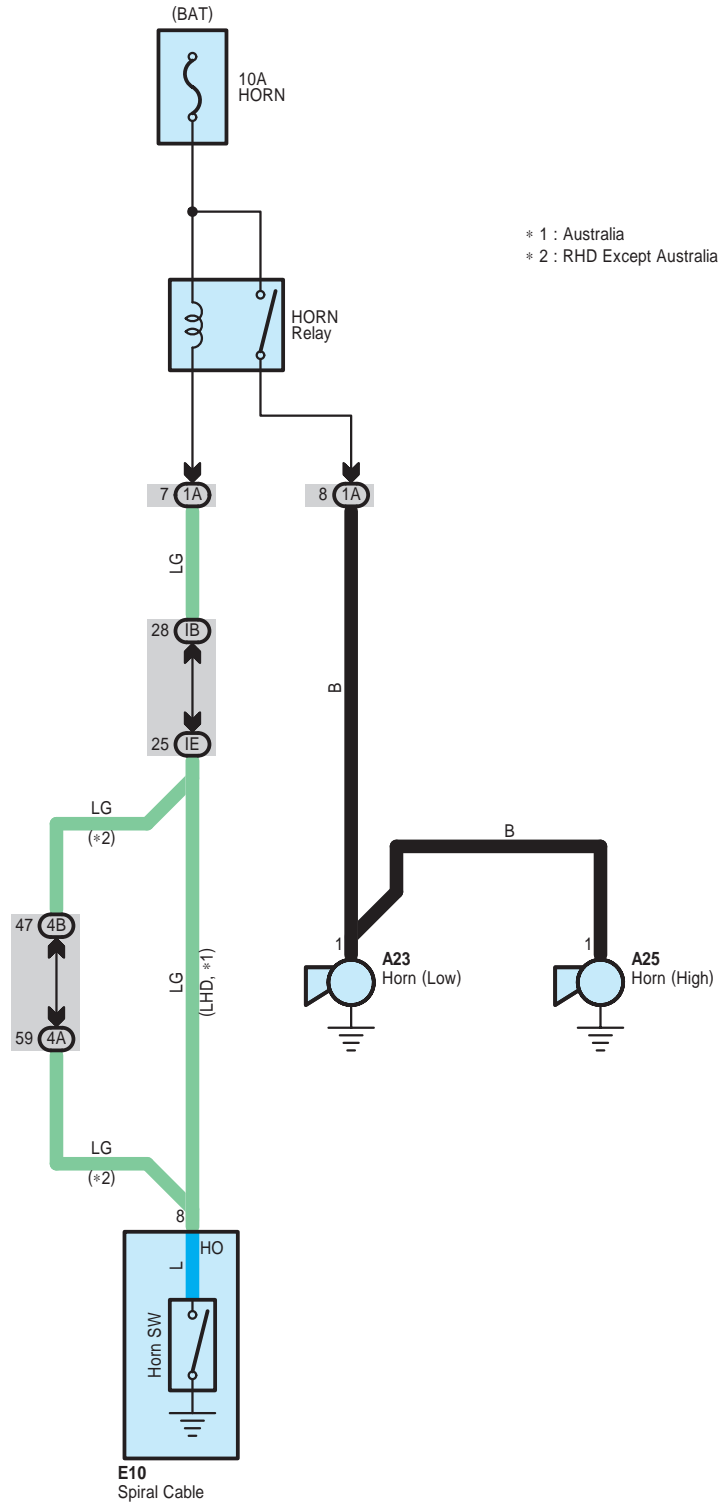 (BAT)
10A
HORN
* 1 : Australia
* 2 : RHD Except Australia
HORN
Relay
7 1A
8 1A
LG
28 IB
B
25 IE
LG
(*2)
B
47 4B
LG
(LHD, *1)
1
A23
Horn (Low)
1
A25
Horn (High)
59 4A
LG
(*2)
8
HO
L
Horn SW
E10
Spiral Cable